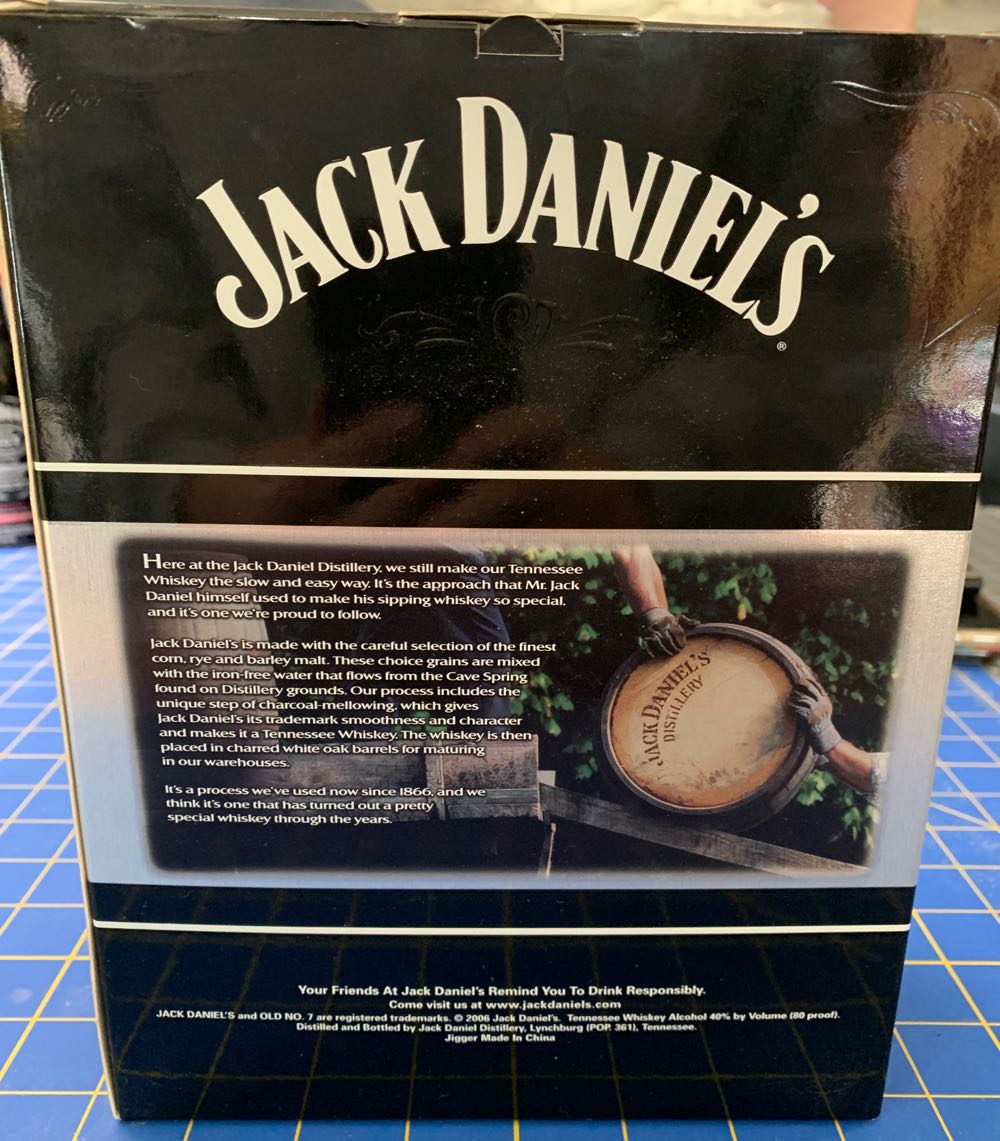 JACK DANIEL'S
®
Here at the Jack Daniel Distillery, we still make our Tennessee
Whiskey the slow and easy way. It's the approach that Mr. Jack
Daniel himself used to make his sipping whiskey so special,
and it's one we're proud to follow.
Jack Daniel's is made with the careful selection of the finest
corn, rye and barley malt. These choice grains are mixed
with the iron-free water that flows from the Cave Spring
found on Distillery grounds. Our process includes the
unique step of charcoal-mellowing, which gives
Jack Daniel's its trademark smoothness and character
and makes it a Tennessee Whiskey. The whiskey is then
placed in charred white oak barrels for maturing
in our warehouses.
It's a process we've used now since 1866, and we
think it's one that has turned out a pretty
special whiskey through the years.
JACK DANIEL'S
DISTILLERY
Your Friends At Jack Daniel's Remind You To Drink Responsibly.
Come visit us at www.jackdaniels.com
JACK DANIEL'S and OLD NO. 7 are registered trademarks. © 2006 Jack Daniel's. Tennessee Whiskey Alcohol 40% by Volume (80 proof).
Distilled and Bottled by Jack Daniel Distillery, Lynchburg (POP. 361), Tennessee.
Jigger Made In China